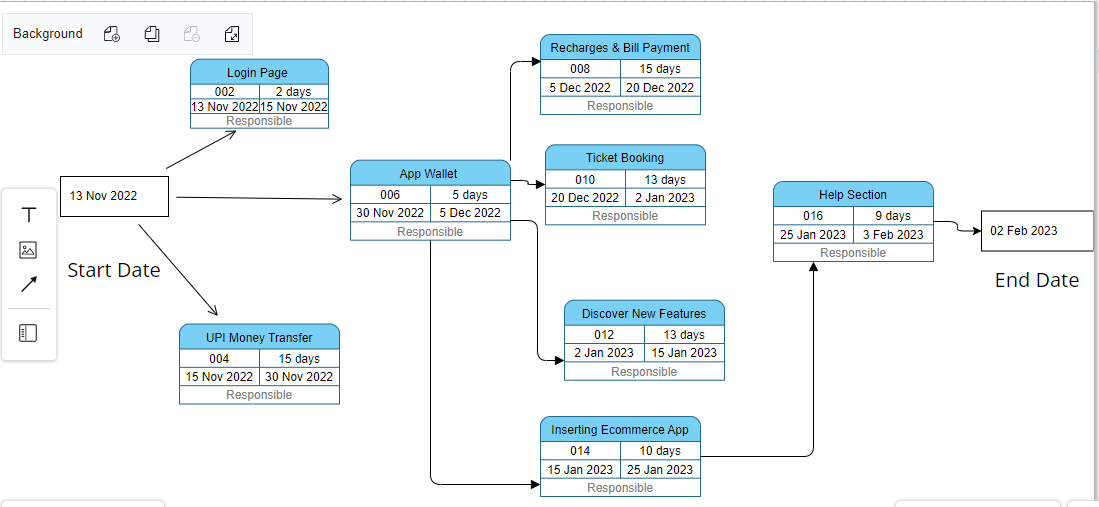 Background
Login Page
002 2 days
13 Nov 2022 15 Nov 2022
Responsible
Recharges & Bill Payment
008 15 days
5 Dec 2022 20 Dec 2022
Responsible
13 Nov 2022
Start Date
App Wallet
006 5 days
30 Nov 2022 5 Dec 2022
Responsible
Ticket Booking
010 13 days
20 Dec 2022 2 Jan 2023
Responsible
Help Section
016 9 days
25 Jan 2023 3 Feb 2023
Responsible
02 Feb 2023
End Date
UPI Money Transfer
004 15 days
15 Nov 2022 30 Nov 2022
Responsible
Discover New Features
012 13 days
2 Jan 2023 15 Jan 2023
Responsible
Inserting Ecommerce App
014 10 days
15 Jan 2023 25 Jan 2023
Responsible